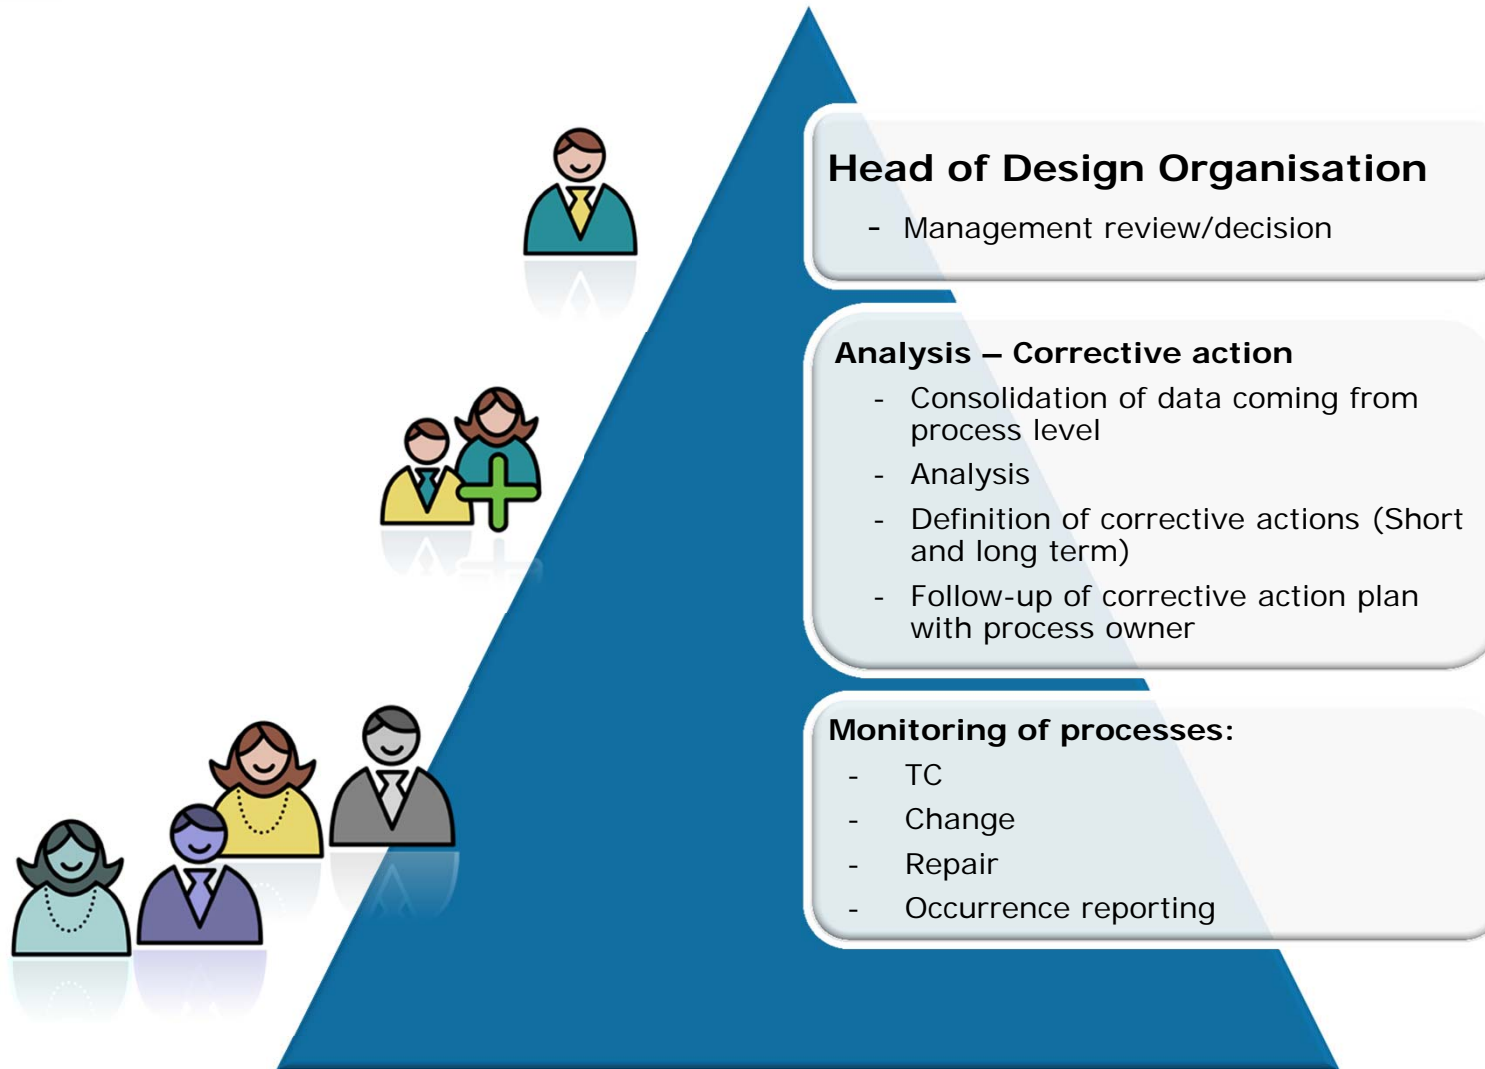 Head of Design Organisation
- Management review/decision
Analysis – Corrective action
- Consolidation of data coming from
process level
- Analysis
- Definition of corrective actions (Short
and long term)
- Follow-up of corrective action plan
with process owner
Monitoring of processes:
- TC
- Change
- Repair
- Occurrence reporting